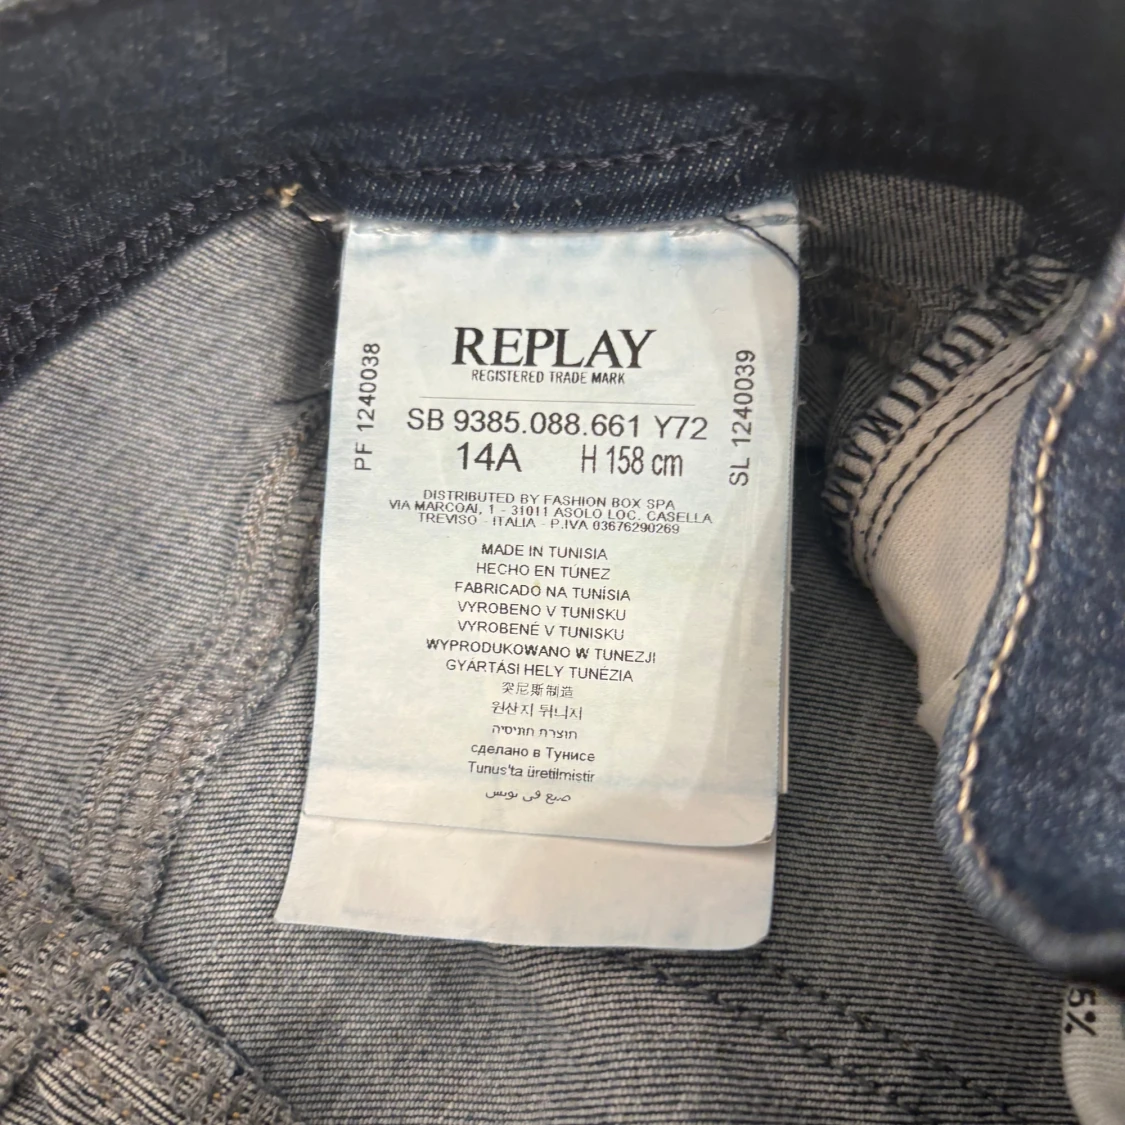 REPLAY
REGISTERED TRADE MARK
PF 1240038
SL 1240039
SB 9385.088.661 Y72
14A H 158 cm
DISTRIBUTED BY FASHION BOX SPA
VIA MARCOAI, 1 - 31011 ASOLO LOC. CASELLA
TREVISO - ITALIA - P.IVA 03676290269
MADE IN TUNISIA
HECHO EN TÚNEZ
FABRICADO NA TUNÍSIA
VYROBENO V TUNISKU
VYROBENÉ V TUNISKU
WYPRODUKOWANO W TUNEZJI
GYÁRTÁSI HELY TUNÉZIA
突尼斯制造
원산지 튀니지
תוצרת תוניסיה
сделано в Тунисе
Tunus'ta üretilmistir
صنع في تونس
5%